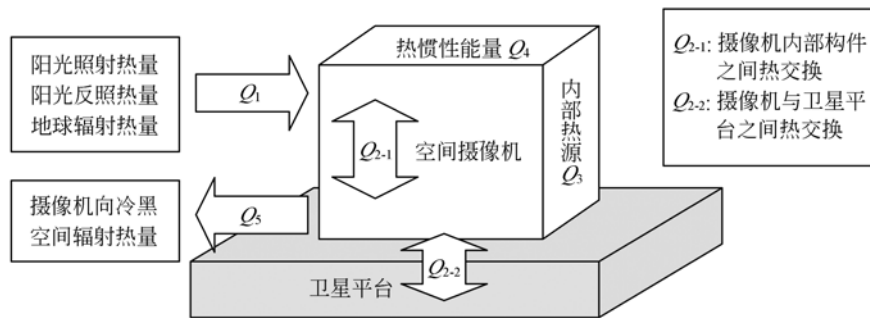 阳光照射热量
阳光反照热量
地球辐射热量
Q1
热惯性能量 Q4
内部热源 Q3
Q2-1
空间摄像机
Q2-1: 摄像机内部构件
之间热交换
Q2-2: 摄像机与卫星平
台之间热交换
摄像机向冷黑
空间辐射热量
Q5
Q2-2
卫星平台